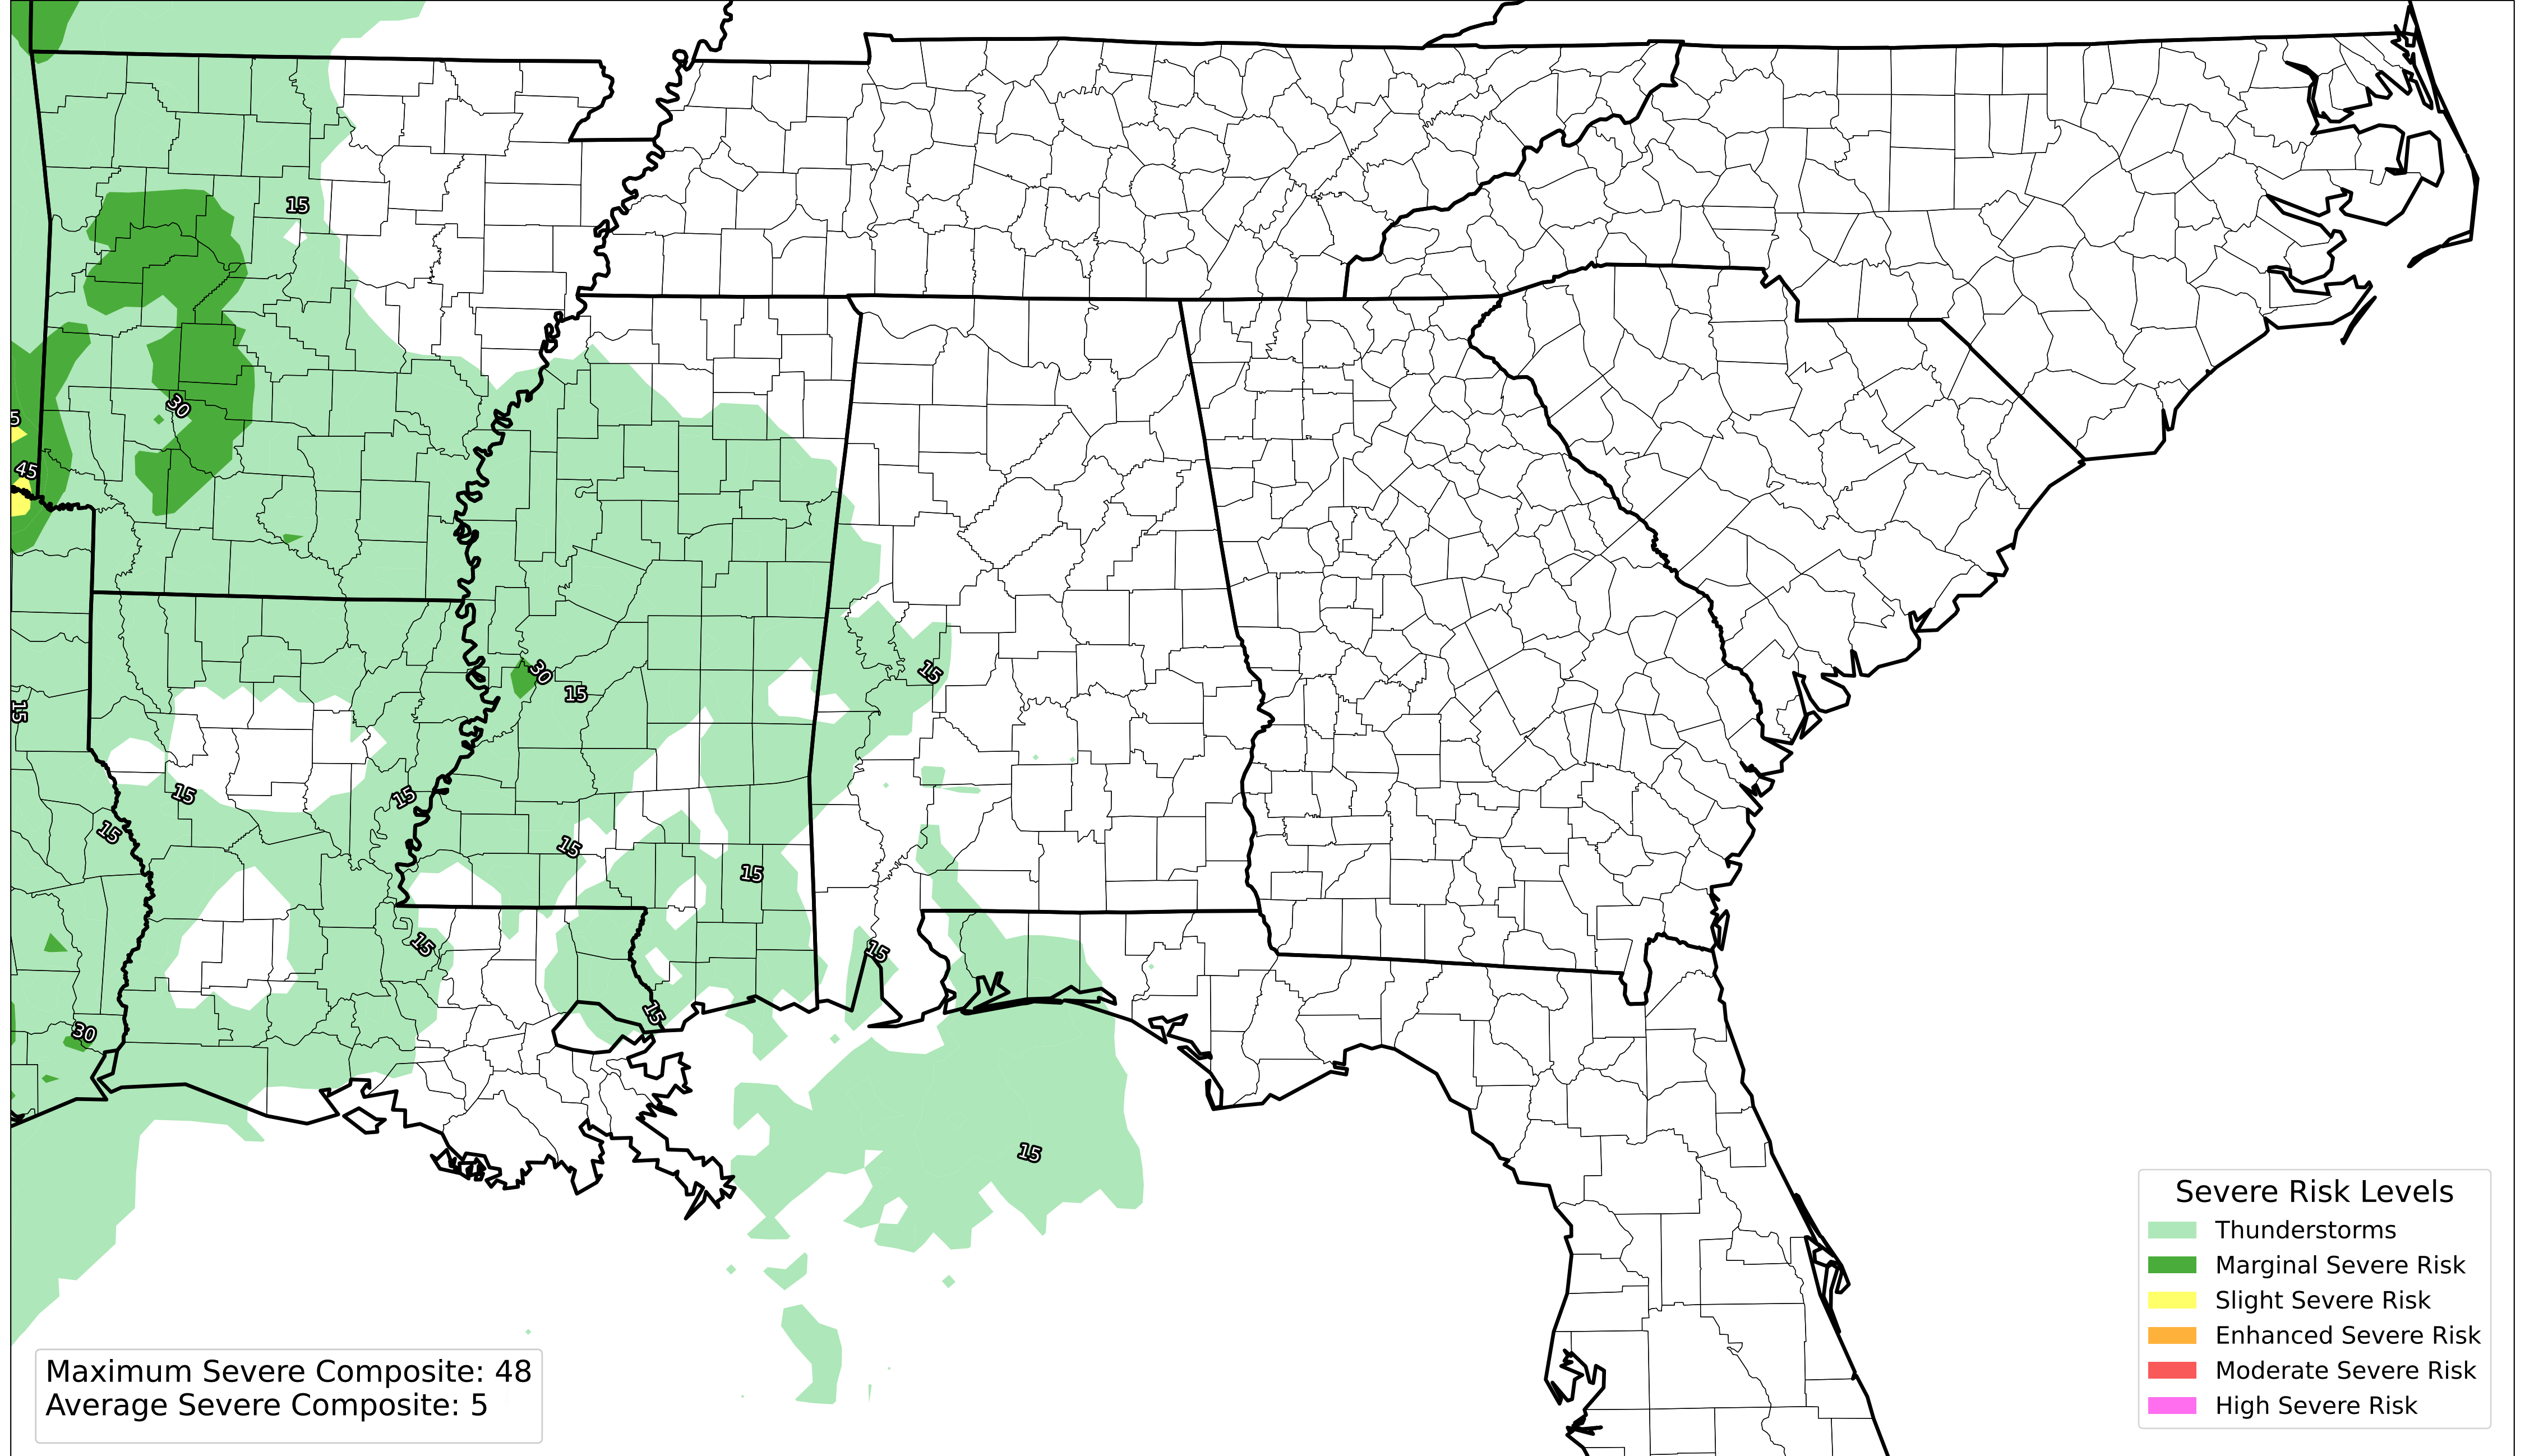 15
5
30
45
30
15
15
15
15
15
15
15
15
15
15
15
30
15
15
Severe Risk Levels
Thunderstorms
Marginal Severe Risk
Slight Severe Risk
Enhanced Severe Risk
Moderate Severe Risk
High Severe Risk
Maximum Severe Composite: 48
Average Severe Composite: 5